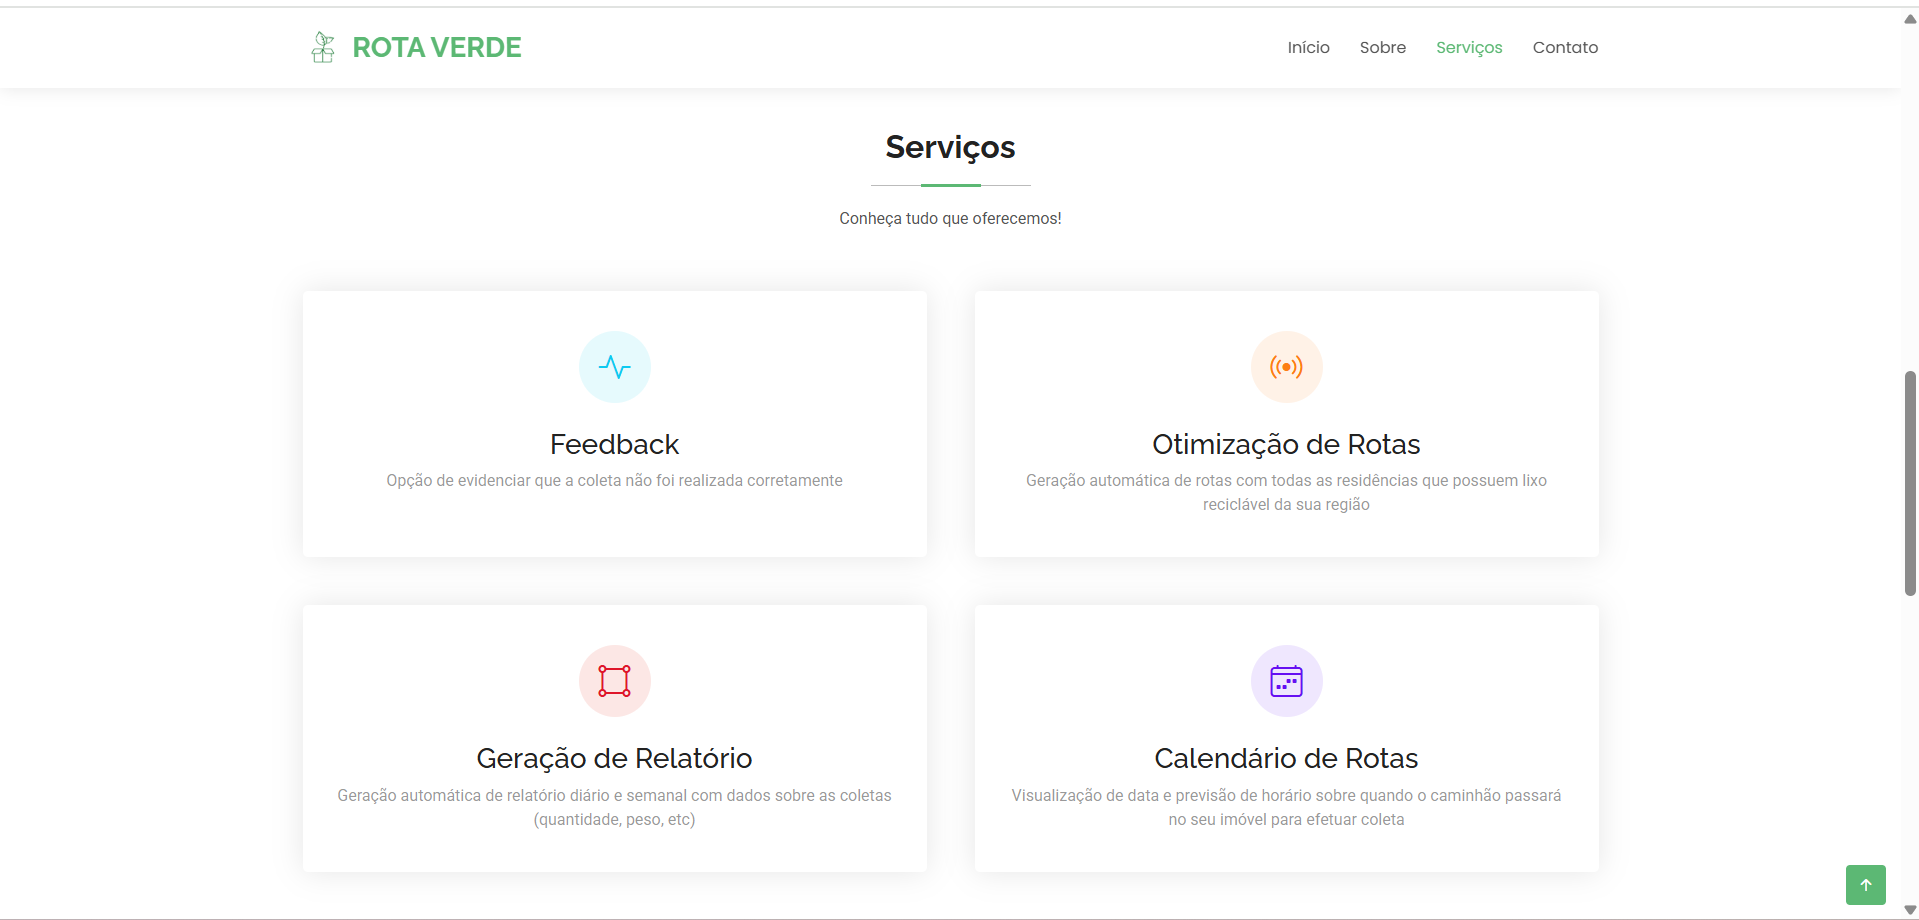 ROTA VERDE
Início Sobre Serviços Contato
Serviços
Conheça tudo que oferecemos!
Feedback
Opção de evidenciar que a coleta não foi realizada corretamente
Otimização de Rotas
Geração automática de rotas com todas as residências que possuem lixo
reciclável da sua região
Geração de Relatório
Geração automática de relatório diário e semanal com dados sobre as coletas
(quantidade, peso, etc)
Calendário de Rotas
Visualização de data e previsão de horário sobre quando o caminhão passará
no seu imóvel para efetuar coleta